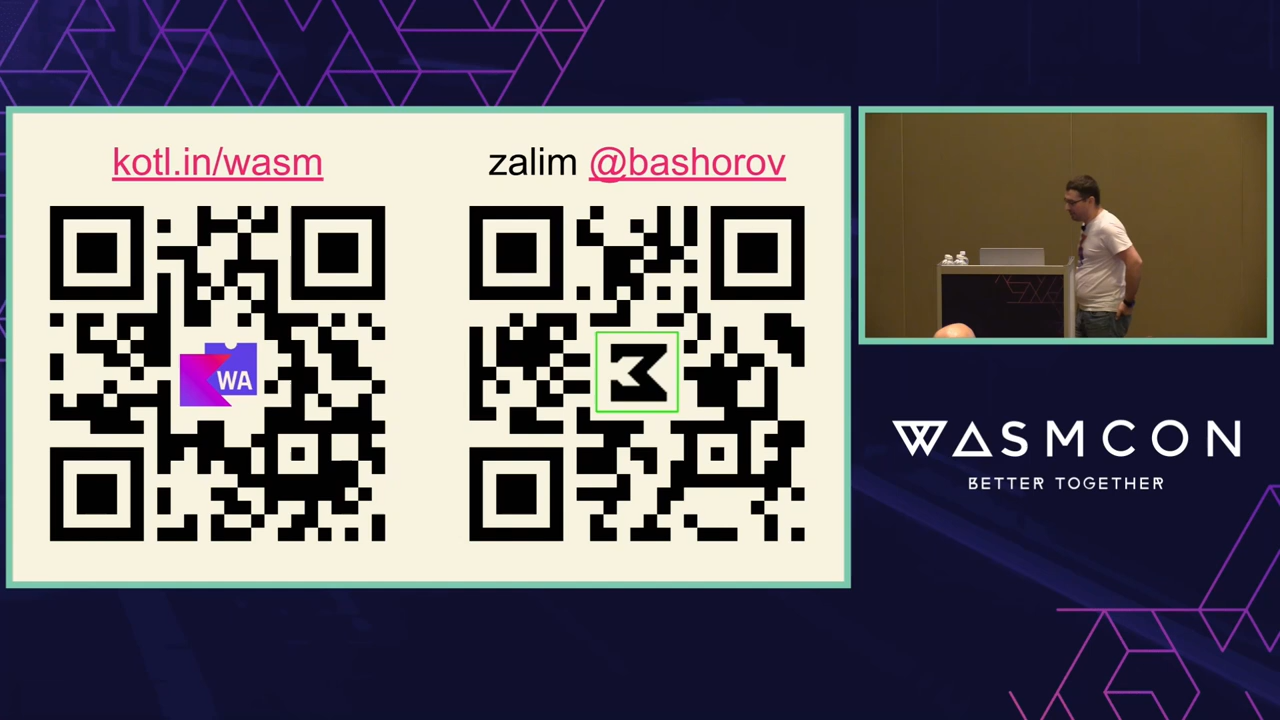 kotl.in/wasm
zalim @bashorov
WA
WASMCON
BETTER TOGETHER